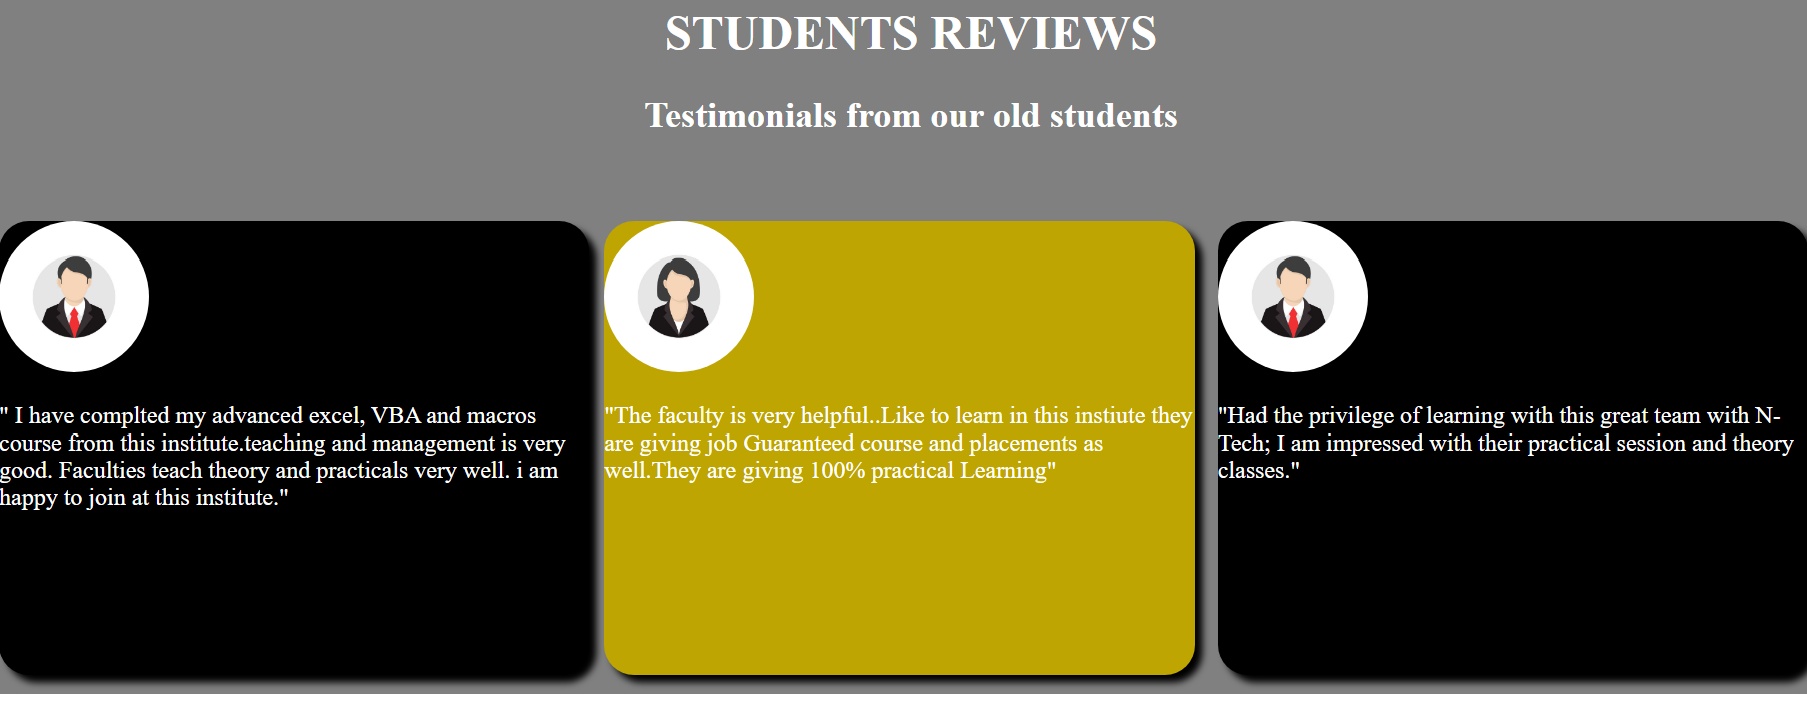 STUDENTS REVIEWS
Testimonials from our old students
" I have complted my advanced excel, VBA and macros
course from this institute.teaching and management is very
good. Faculties teach theory and practicals very well. i am
happy to join at this institute."
"The faculty is very helpful..Like to learn in this instiute they
are giving job Guaranteed course and placements as
well.They are giving 100% practical Learning"
"Had the privilege of learning with this great team with N-
Tech; I am impressed with their practical session and theory
classes."